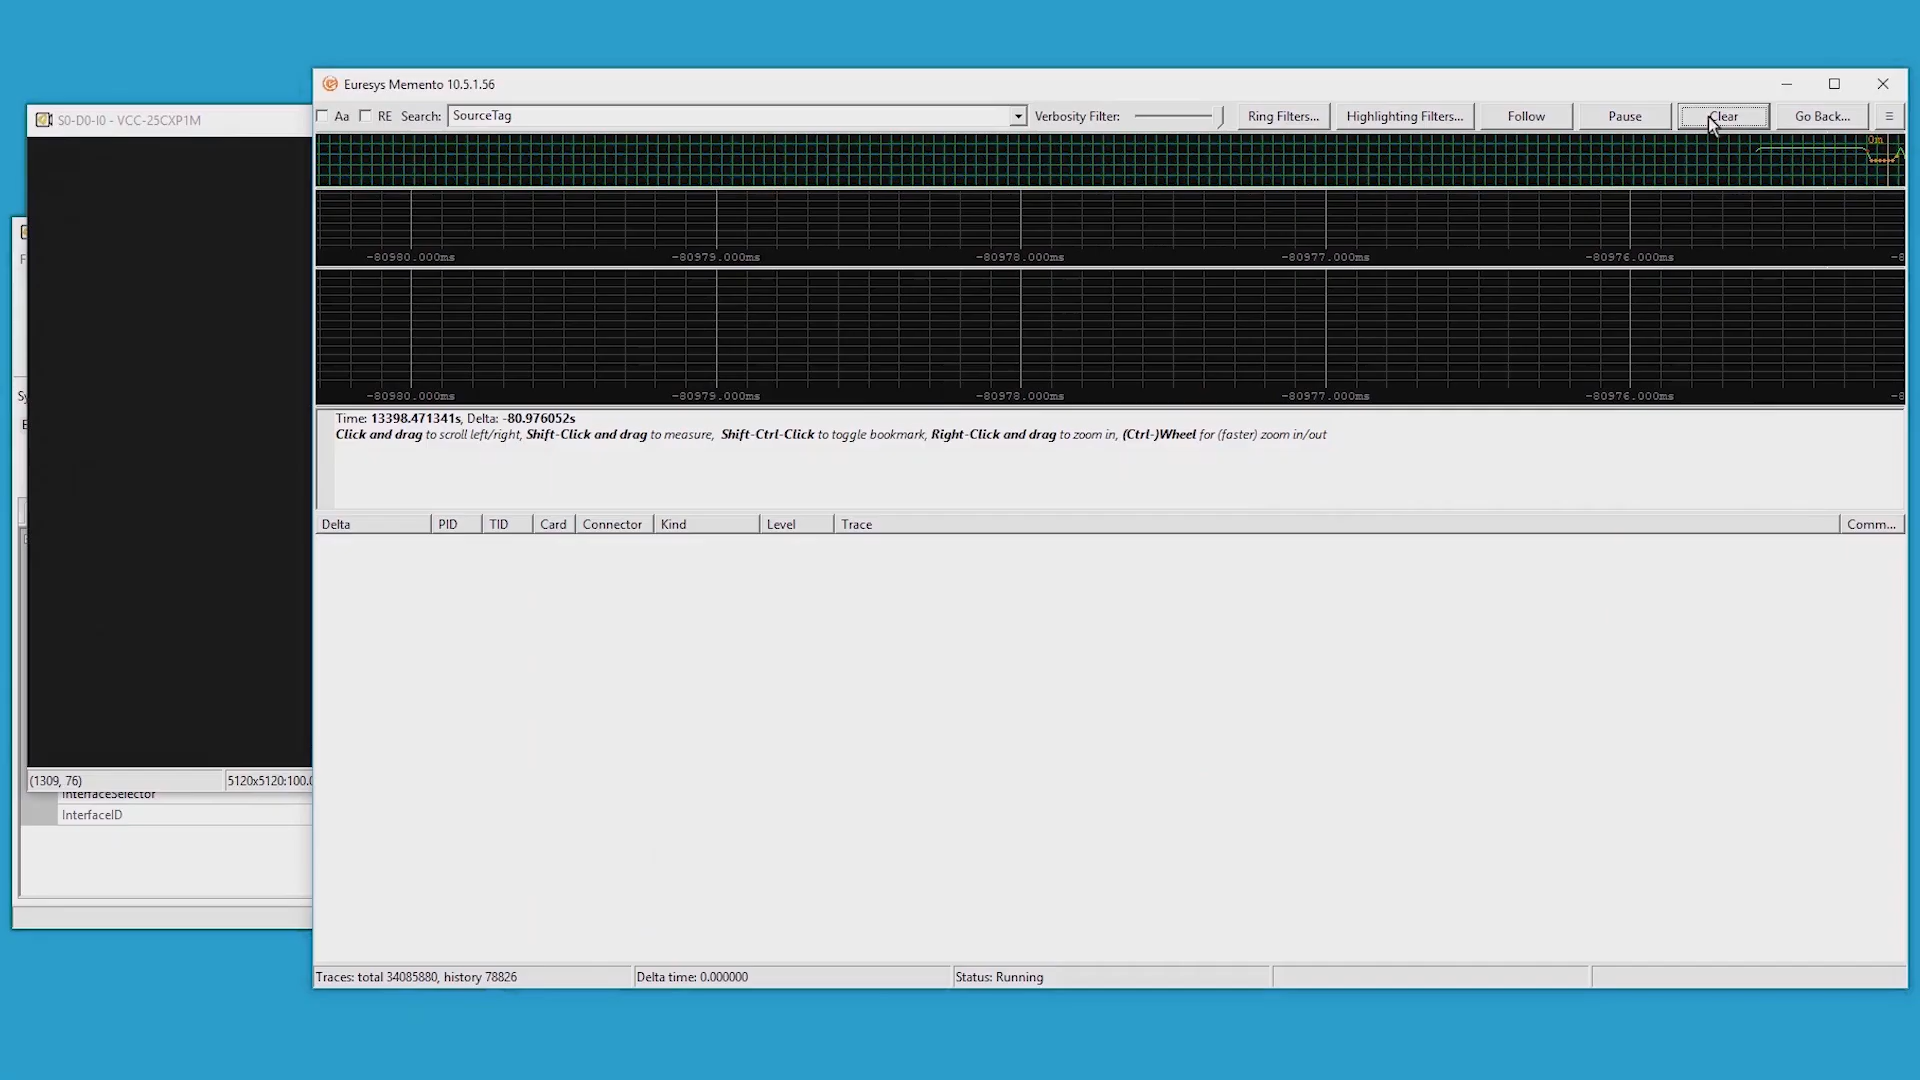 Euresys Memento 10.5.1.56
S0-D0-I0 - VCC-25CXP1M
Aa RE Search: SourceTag Verbosity Filter: Ring Filters... Highlighting Filters... Follow Pause Clear Go Back...
-80980.000ms -80979.000ms -80978.000ms -80977.000ms -80976.000ms
-80980.000ms -80979.000ms -80978.000ms -80977.000ms -80976.000ms
Time: 13398.471341s, Delta: -80.976052s
Click and drag to scroll left/right, Shift-Click and drag to measure, Shift-Ctrl-Click to toggle bookmark, Right-Click and drag to zoom in, (Ctrl-)Wheel for (faster) zoom in/out
Delta PID TID Card Connector Kind Level Trace Comm...
(1309, 76) 5120x5120:100.0
InterfaceSelector
InterfaceID
Traces: total 34085880, history 78826 Delta time: 0.000000 Status: Running